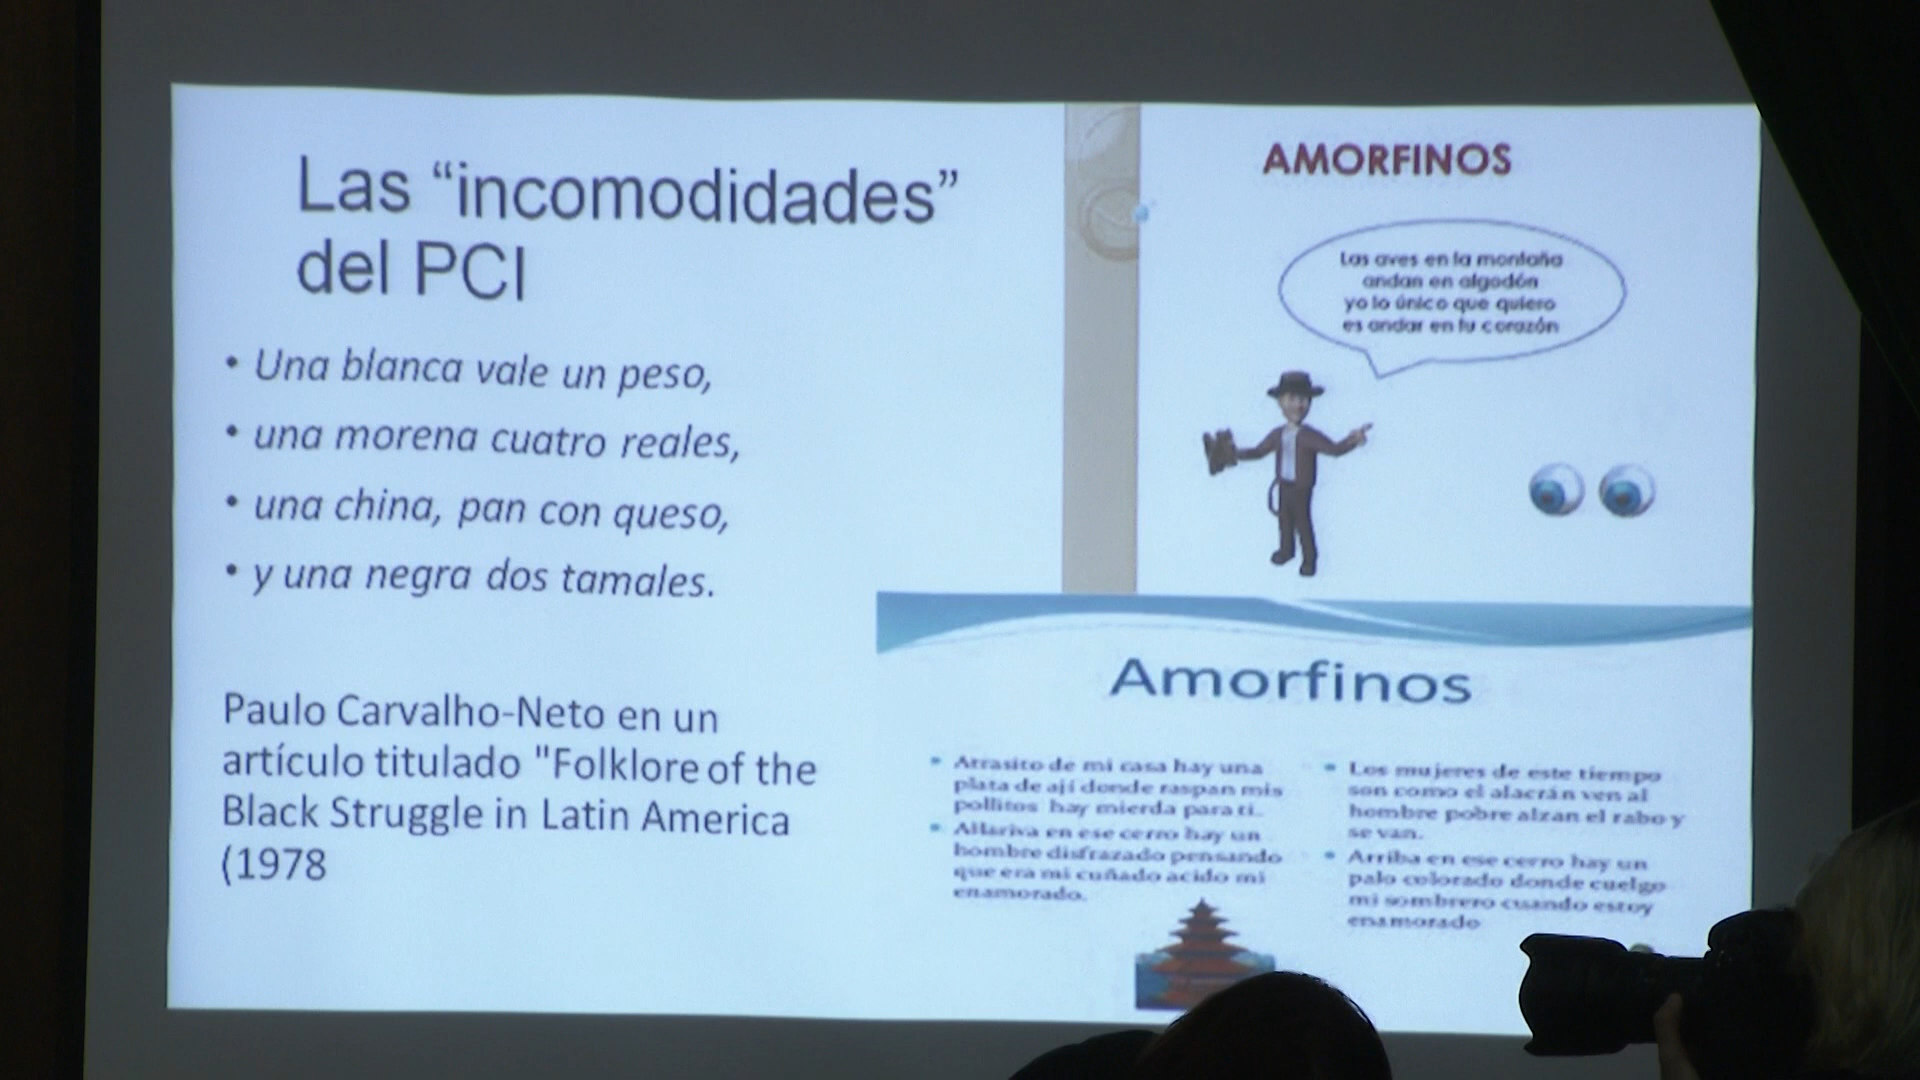 Las “incomodidades”
del PCI
• Una blanca vale un peso,
• una morena cuatro reales,
• una china, pan con queso,
• y una negra dos tamales.
Paulo Carvalho-Neto en un
artículo titulado "Folklore of the
Black Struggle in Latin America
(1978
AMORFINOS
Las aves en la montaña
andan en algodón
yo lo único que quiero
es andar en tu corazón
Amorfinos
• Atrasito de mi casa hay una
plata de ají donde raspan mis
pollitos hay mierda para ti.
• Allariva en ese cerro hay un
hombre disfrazado pensando
que era mi cuñado acido mi
enamorado.
• Los mujeres de este tiempo
son como el alacrán ven al
hombre pobre alzan el rabo y
se van.
• Arriba en ese cerro hay un
palo colorado donde cuelgo
mi sombrero cuando estoy
enamorado